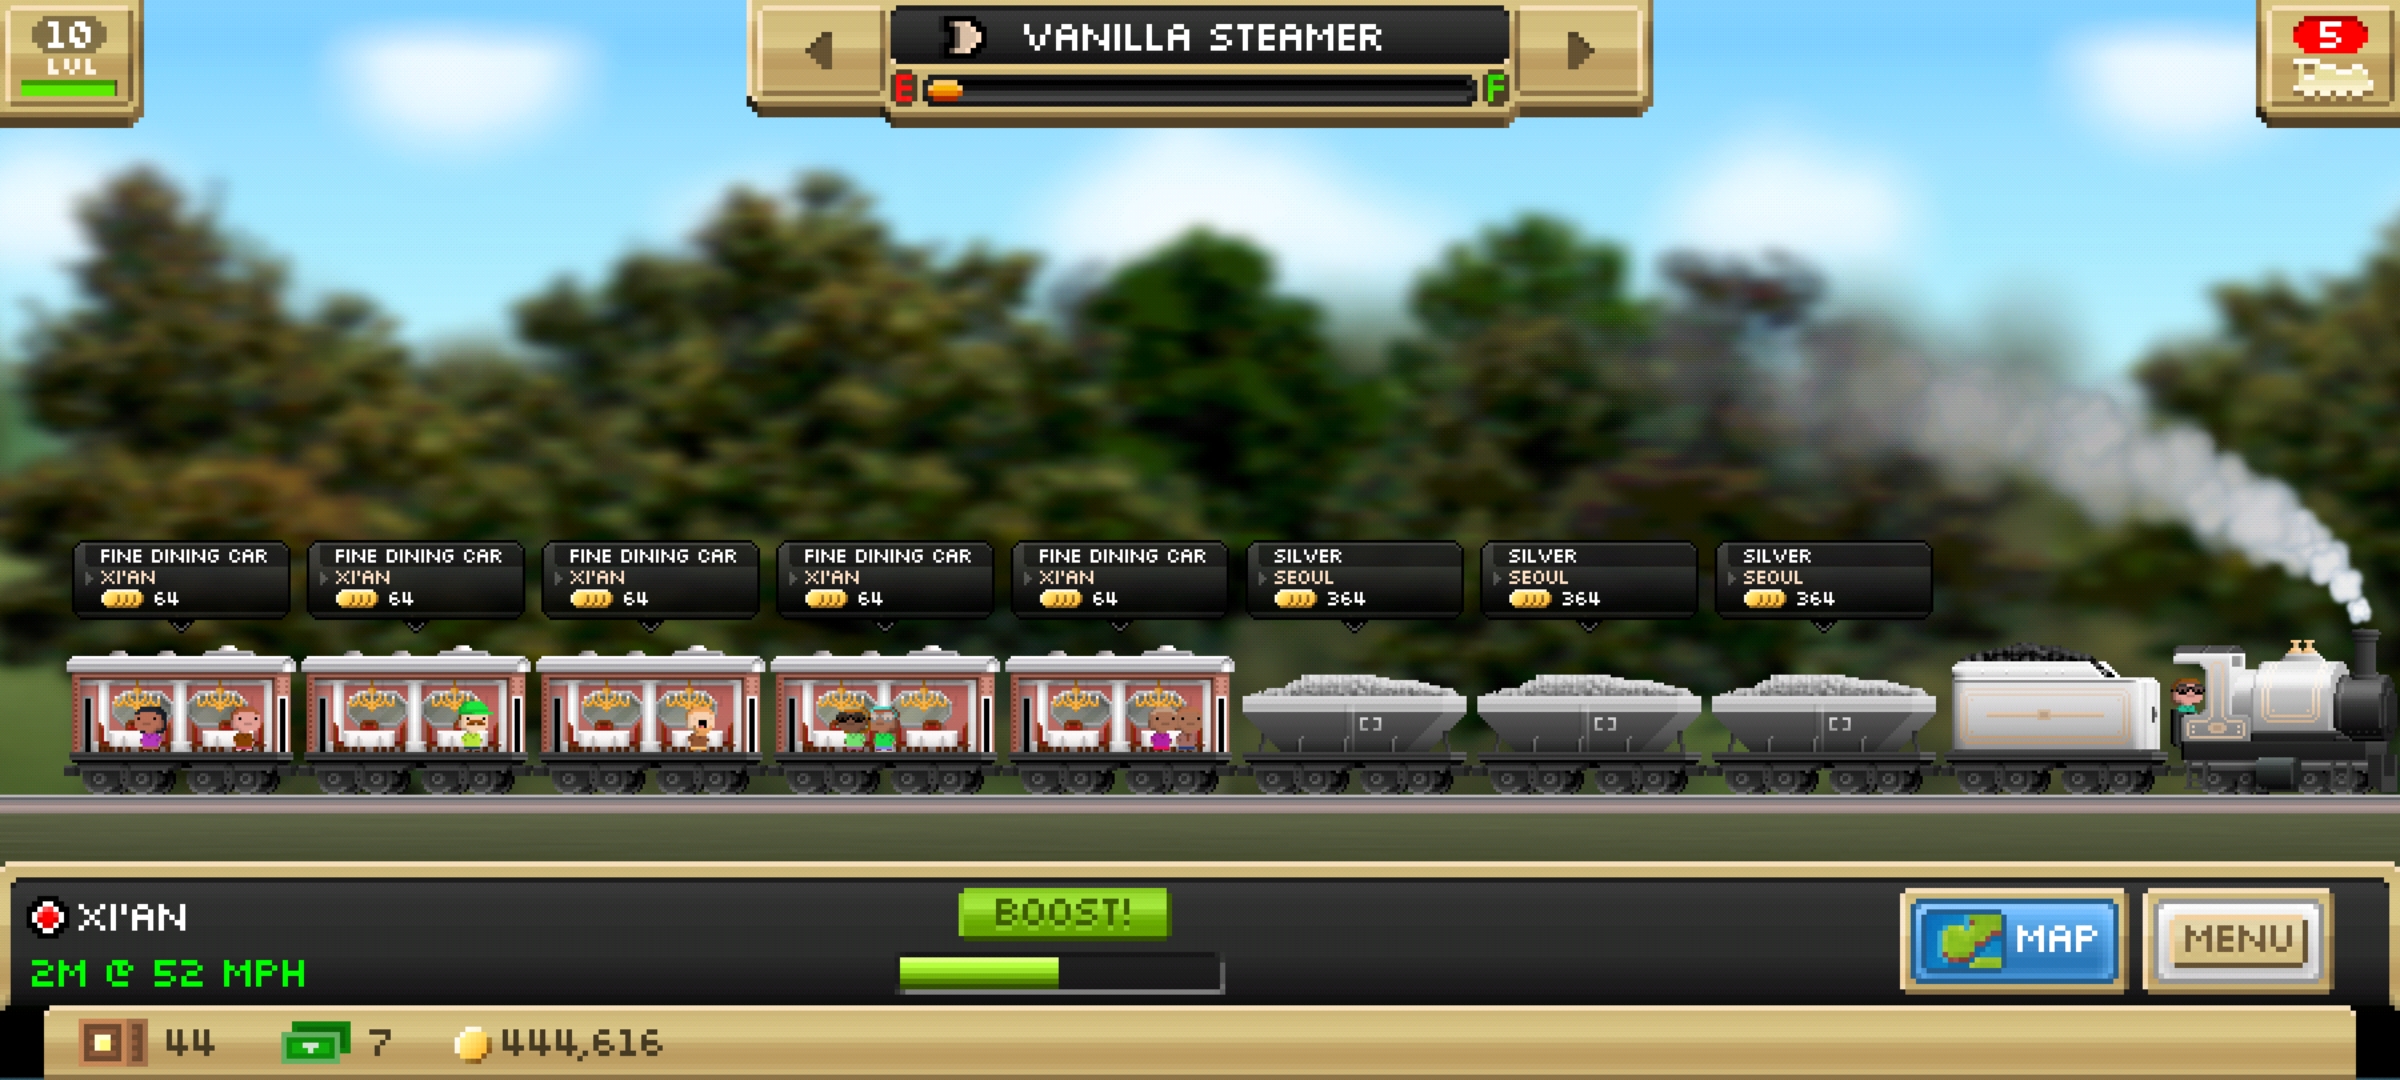 10
LVL
VANILLA STEAMER
E F
5
FINE DINING CAR
XI'AN
64
FINE DINING CAR
XI'AN
64
FINE DINING CAR
XI'AN
64
FINE DINING CAR
XI'AN
64
FINE DINING CAR
XI'AN
64
SILVER
SEOUL
364
SILVER
SEOUL
364
SILVER
SEOUL
364
XI'AN
2M @ 52 MPH
BOOST!
MAP
MENU
44
7
444,616